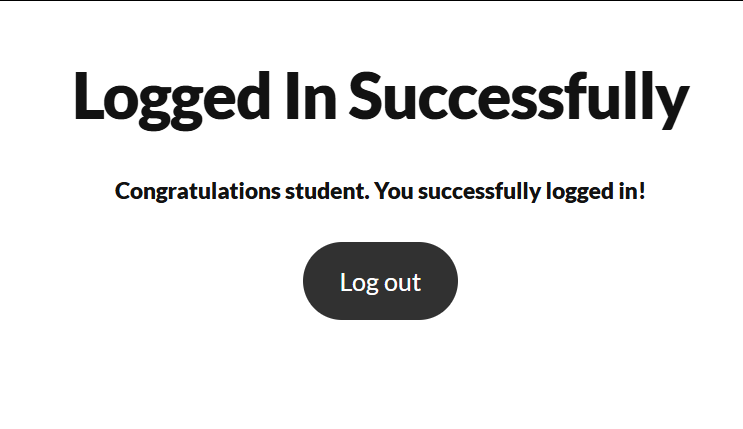 Logged In Successfully
Congratulations student. You successfully logged in!
Log out